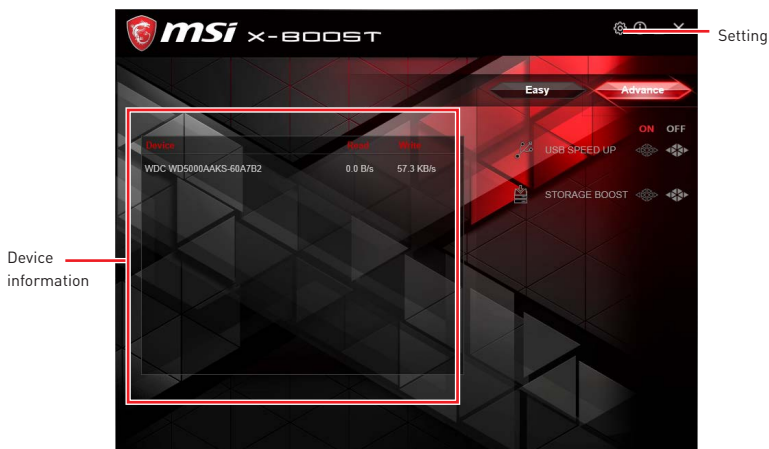 msi X-BOOST
Setting
Easy Advance
ON OFF
Device Read Write
USB SPEED UP
WDC WD5000AAKS-60A7B2 0.0 B/s 57.3 KB/s
STORAGE BOOST
Device
information